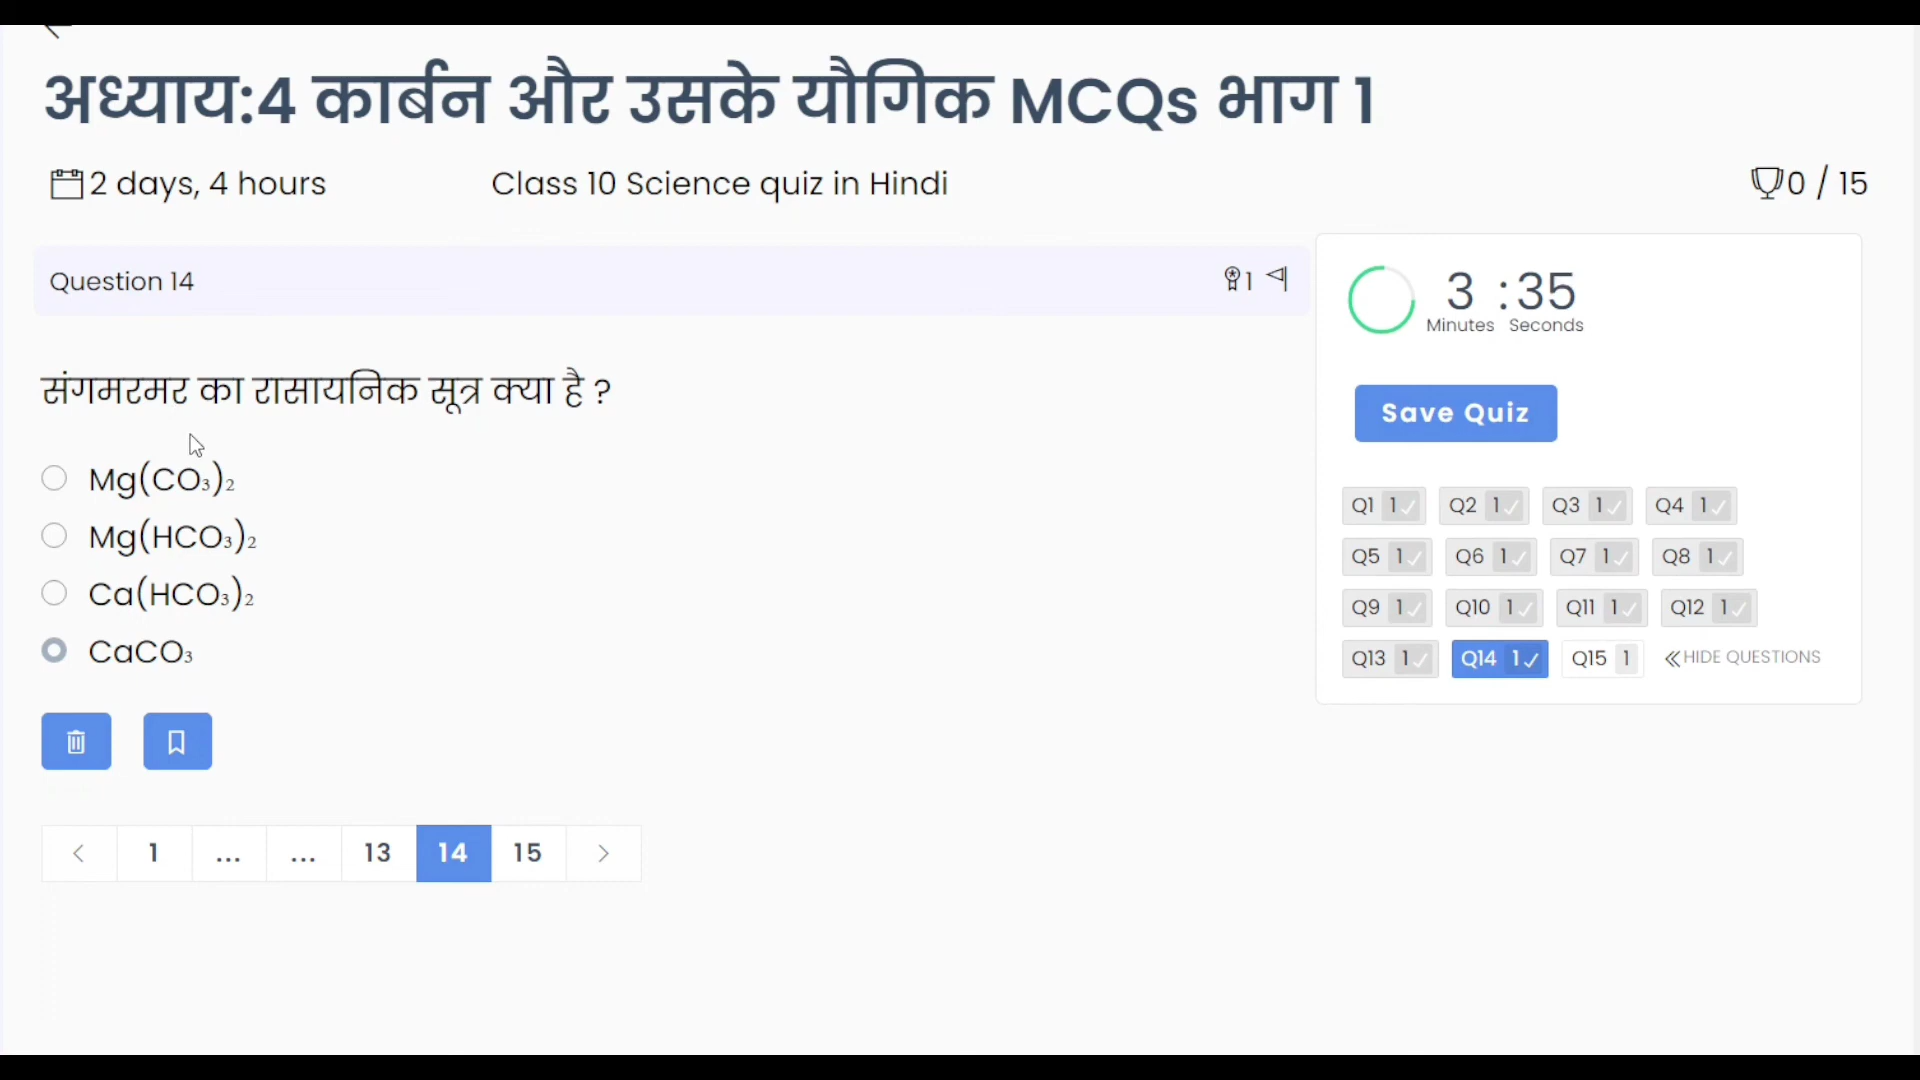 अध्याय:4 कार्बन और उसके यौगिक MCQs भाग 1
2 days, 4 hours
Class 10 Science quiz in Hindi
0 / 15
Question 14
1
3 : 35
Minutes Seconds
संगमरमर का रासायनिक सूत्र क्या है ?
Mg(CO₃)₂
Mg(HCO₃)₂
Ca(HCO₃)₂
CaCO₃
Save Quiz
Q1 1 Q2 1 Q3 1 Q4 1
Q5 1 Q6 1 Q7 1 Q8 1
Q9 1 Q10 1 Q11 1 Q12 1
Q13 1 Q14 1 Q15 1 HIDE QUESTIONS
1 ... ... 13 14 15